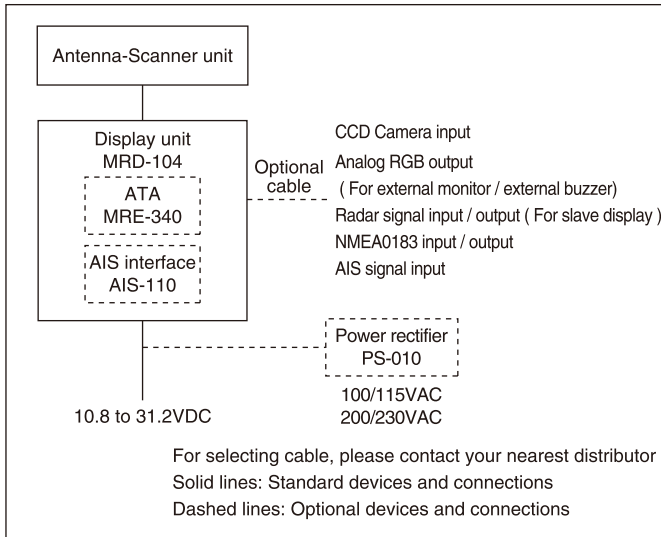 Antenna-Scanner unit
Display unit
MRD-104
ATA
MRE-340
AIS interface
AIS-110
Optional
cable
CCD Camera input
Analog RGB output
( For external monitor / external buzzer)
Radar signal input / output ( For slave display )
NMEA0183 input / output
AIS signal input
Power rectifier
PS-010
100/115VAC
200/230VAC
10.8 to 31.2VDC
For selecting cable, please contact your nearest distributor
Solid lines: Standard devices and connections
Dashed lines: Optional devices and connections